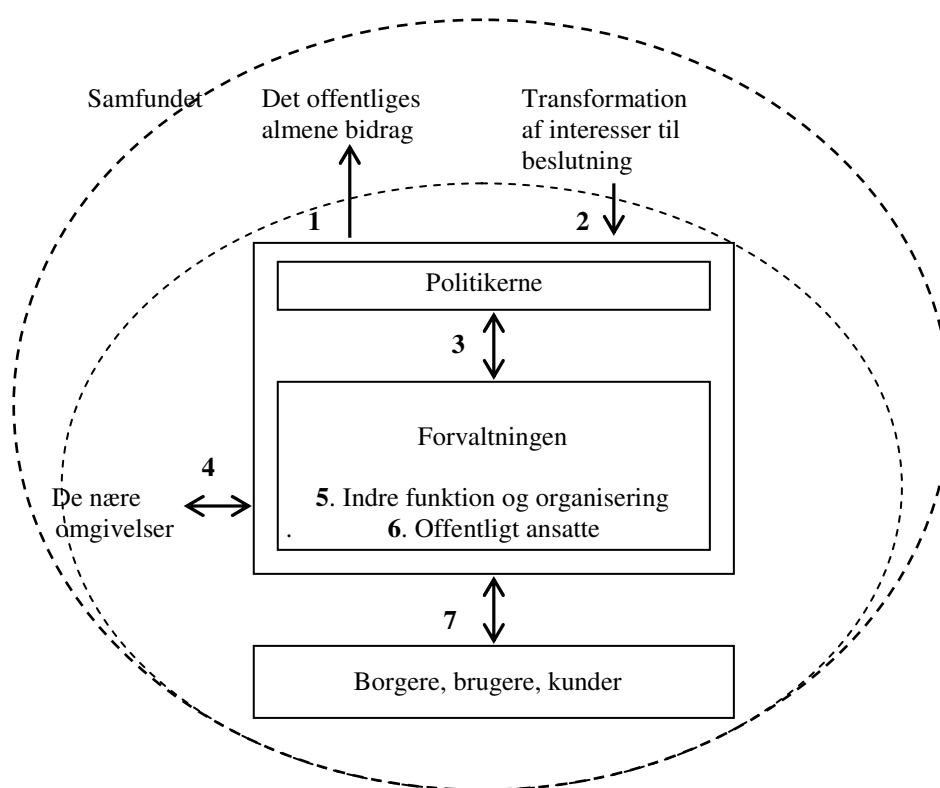 Samfundet
Det offentliges
almene bidrag
Transformation
af interesser til
beslutning
1
2
Politikerne
3
Forvaltningen
4
5. Indre funktion og organisering
6. Offentligt ansatte
.
De nære
omgivelser
7
Borgere, brugere, kunder